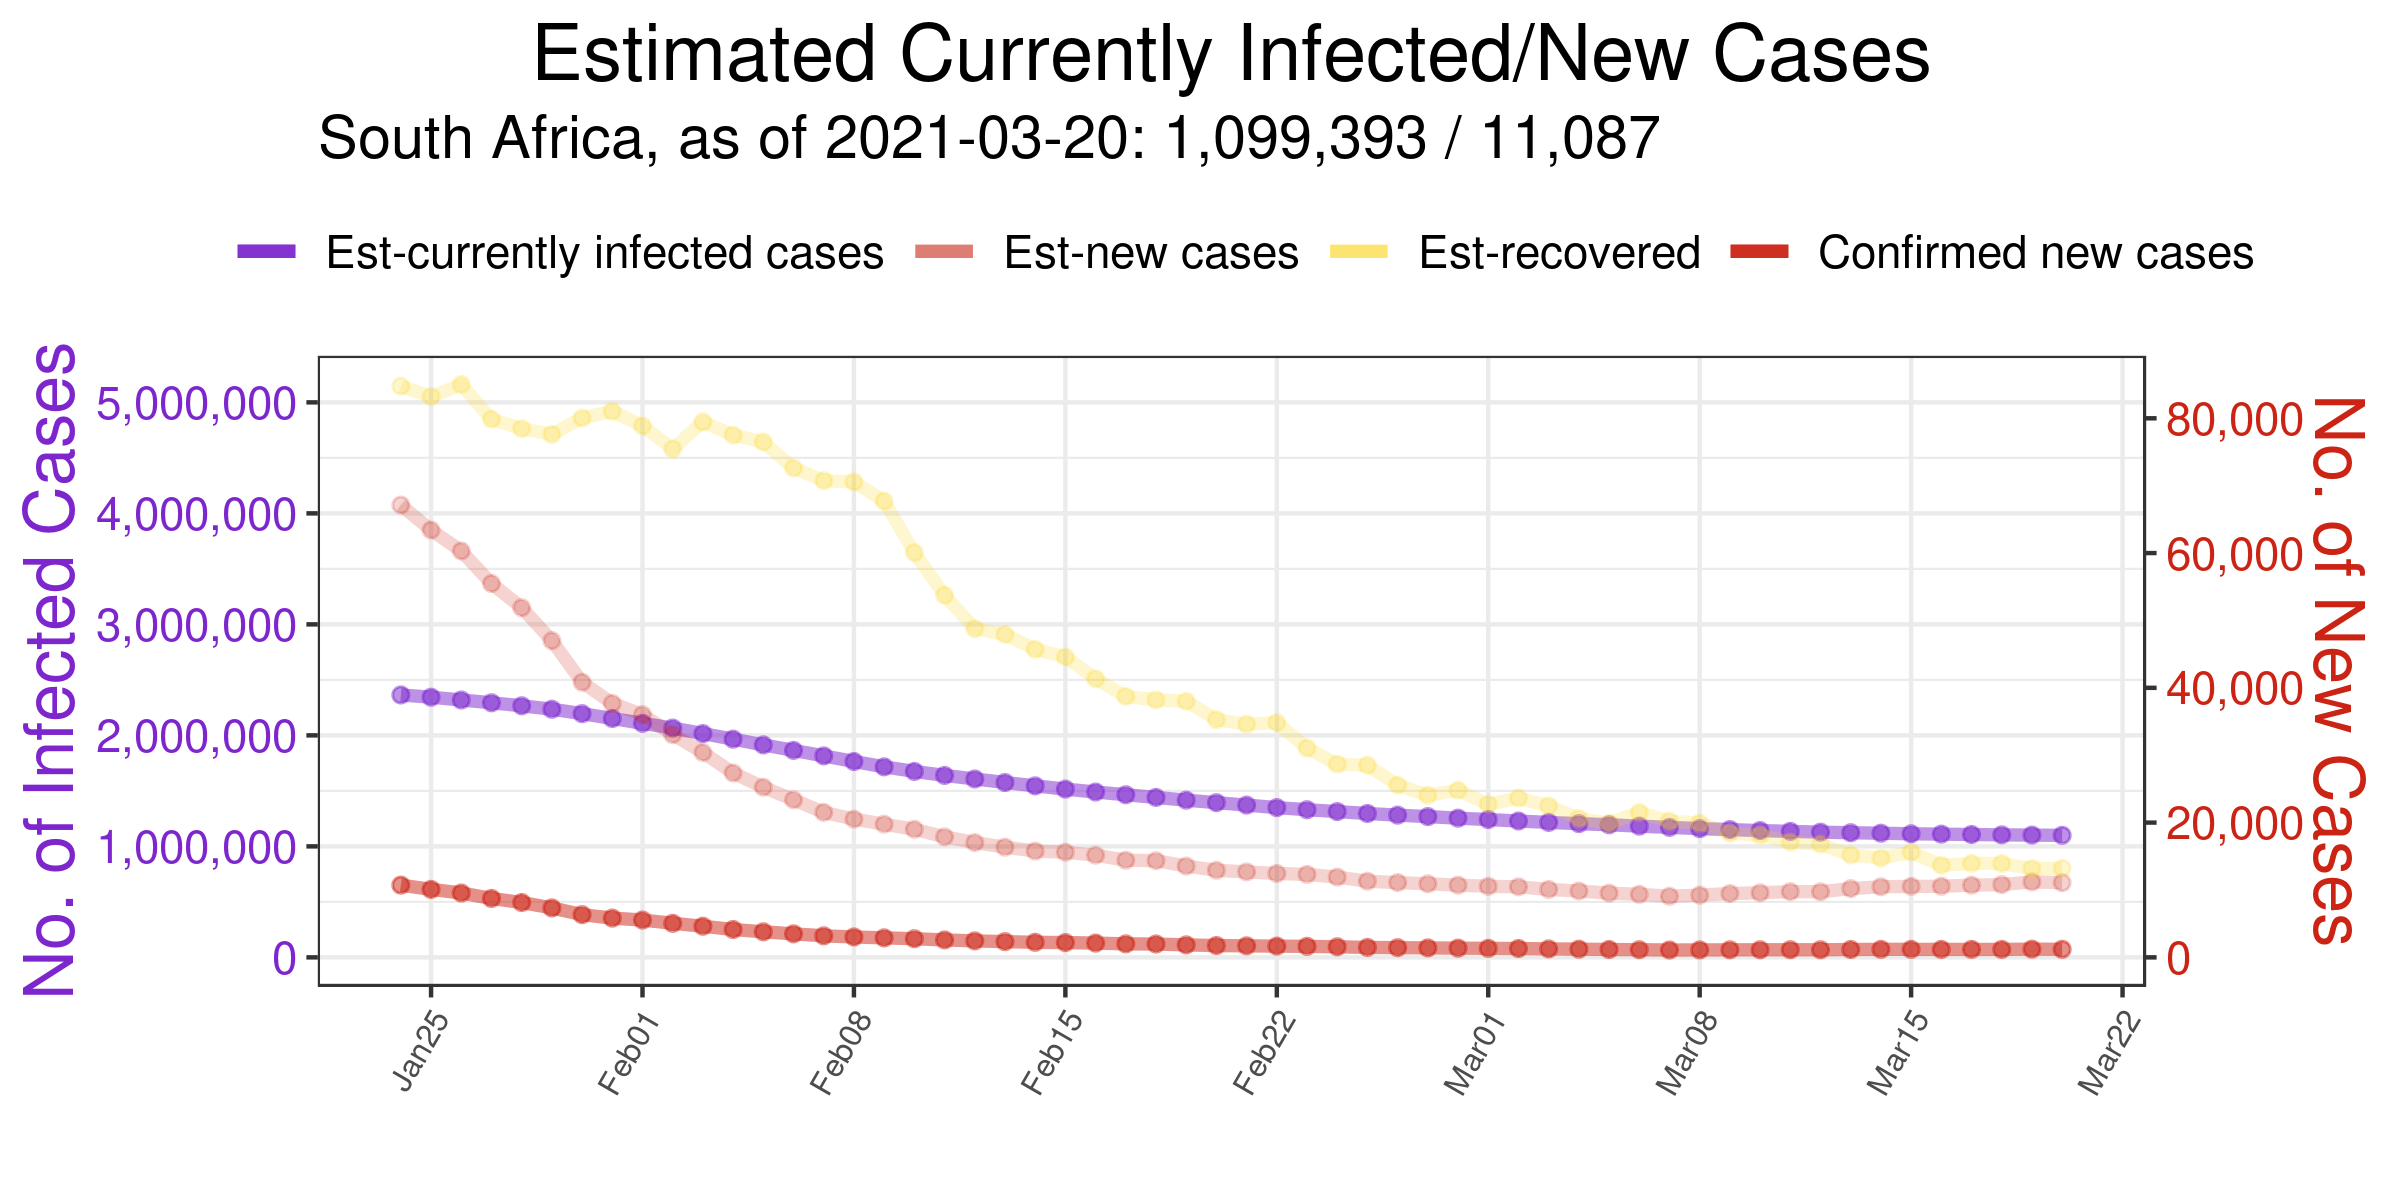 Estimated Currently Infected/New Cases
South Africa, as of 2021-03-20: 1,099,393 / 11,087
Est-currently infected cases Est-new cases Est-recovered Confirmed new cases
No. of Infected Cases
5,000,000
4,000,000
3,000,000
2,000,000
1,000,000
0
80,000
60,000
40,000
20,000
0
No. of New Cases
Jan25 Feb01 Feb08 Feb15 Feb22 Mar01 Mar08 Mar15 Mar22